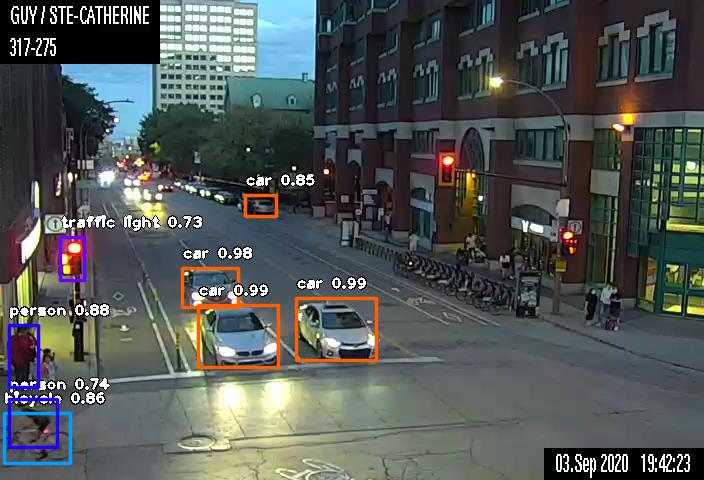 GUY / STE-CATHERINE
317-275
car 0.85
traffic light 0.73
car 0.98
car 0.99
car 0.99
person 0.88
person 0.74
bicycle 0.86
03.Sep 2020 19:42:23